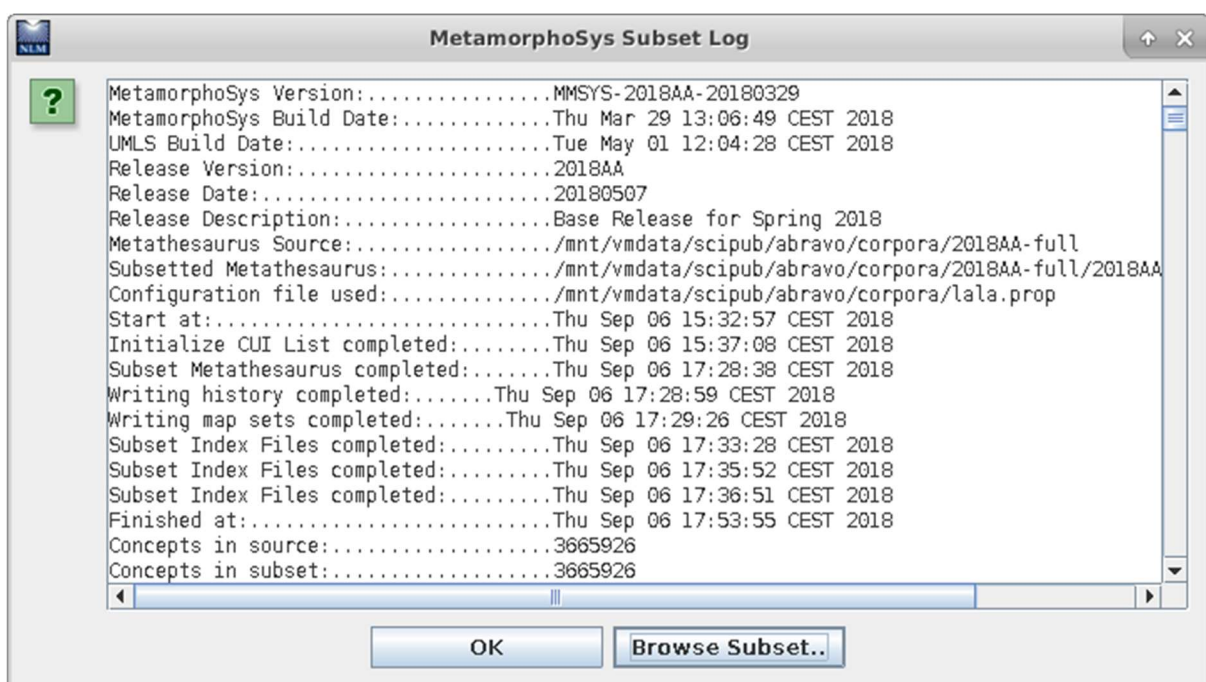 MetamorphoSys Subset Log
NLM
?
MetamorphoSys Version:.................MMSYS-2018AA-20180329
MetamorphoSys Build Date:..............Thu Mar 29 13:06:49 CEST 2018
UMLS Build Date:.......................Tue May 01 12:04:28 CEST 2018
Release Version:.......................2018AA
Release Date:..........................20180507
Release Description:...................Base Release for Spring 2018
Metathesaurus Source:................../mnt/vmdata/scipub/abravo/corpora/2018AA-full
Subsetted Metathesaurus:.............../mnt/vmdata/scipub/abravo/corpora/2018AA-full/2018AA
Configuration file used:.............../mnt/vmdata/scipub/abravo/corpora/lala.prop
Start at:..............................Thu Sep 06 15:32:57 CEST 2018
Initialize CUI List completed:.........Thu Sep 06 15:37:08 CEST 2018
Subset Metathesaurus completed:........Thu Sep 06 17:28:38 CEST 2018
Writing history completed:.......Thu Sep 06 17:28:59 CEST 2018
Writing map sets completed:.......Thu Sep 06 17:29:26 CEST 2018
Subset Index Files completed:..........Thu Sep 06 17:33:28 CEST 2018
Subset Index Files completed:..........Thu Sep 06 17:35:52 CEST 2018
Subset Index Files completed:..........Thu Sep 06 17:36:51 CEST 2018
Finished at:...........................Thu Sep 06 17:53:55 CEST 2018
Concepts in source:....................3665926
Concepts in subset:....................3665926
OK
Browse Subset..